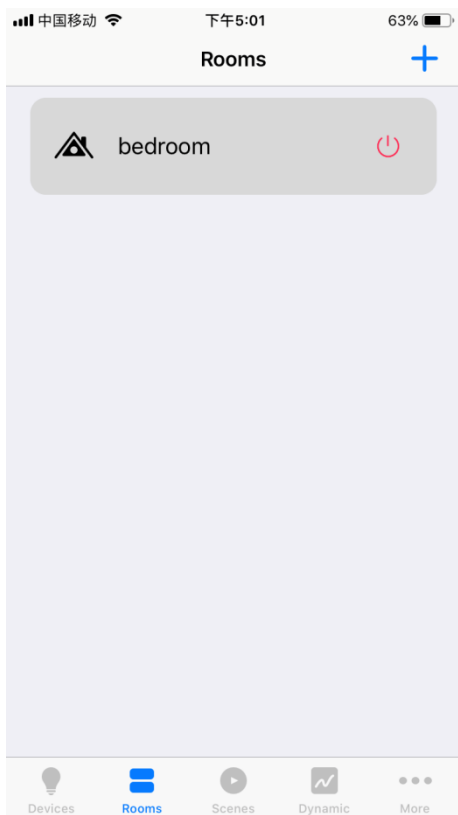 中国移动 下午5:01 63%
Rooms
bedroom
Devices Rooms Scenes Dynamic More